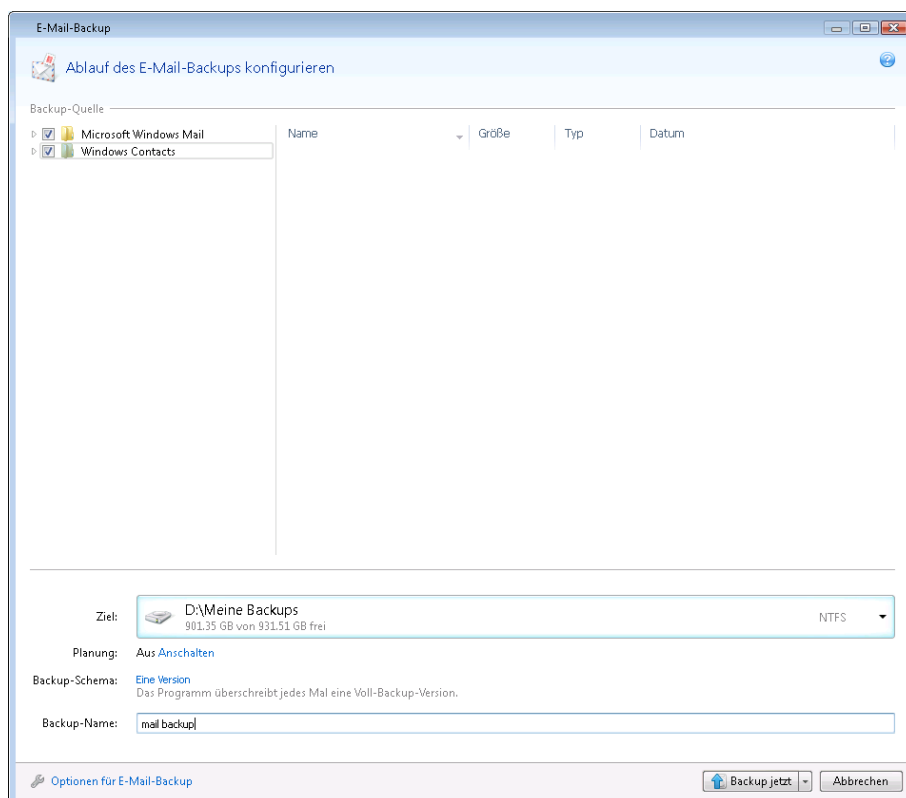 E-Mail-Backup
Ablauf des E-Mail-Backups konfigurieren
Backup-Quelle
Microsoft Windows Mail
Windows Contacts
Name Größe Typ Datum
Ziel:
D:\Meine Backups
901.35 GB von 931.51 GB frei
NTFS
Planung: Aus Anschalten
Backup-Schema: Eine Version
Das Programm überschreibt jedes Mal eine Voll-Backup-Version.
Backup-Name: mail backup
Optionen für E-Mail-Backup
Backup jetzt
Abbrechen